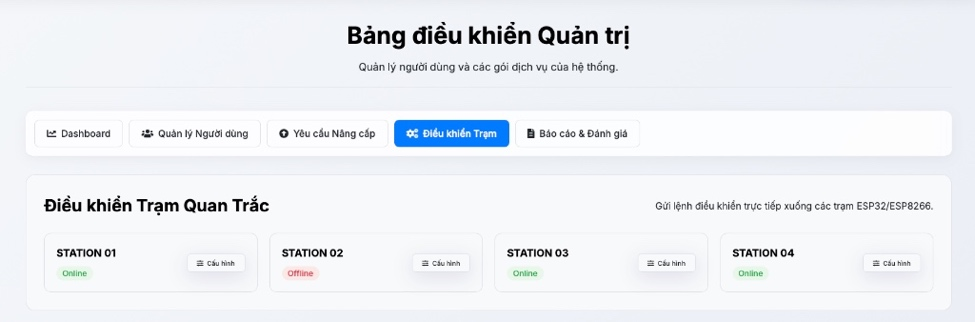 Bảng điều khiển Quản trị
Quản lý người dùng và các gói dịch vụ của hệ thống.
Dashboard Quản lý Người dùng Yêu cầu Nâng cấp Điều khiển Trạm Báo cáo & Đánh giá
Điều khiển Trạm Quan Trắc
Gửi lệnh điều khiển trực tiếp xuống các trạm ESP32/ESP8266.
STATION 01
Online
Cấu hình
STATION 02
Offline
Cấu hình
STATION 03
Online
Cấu hình
STATION 04
Online
Cấu hình